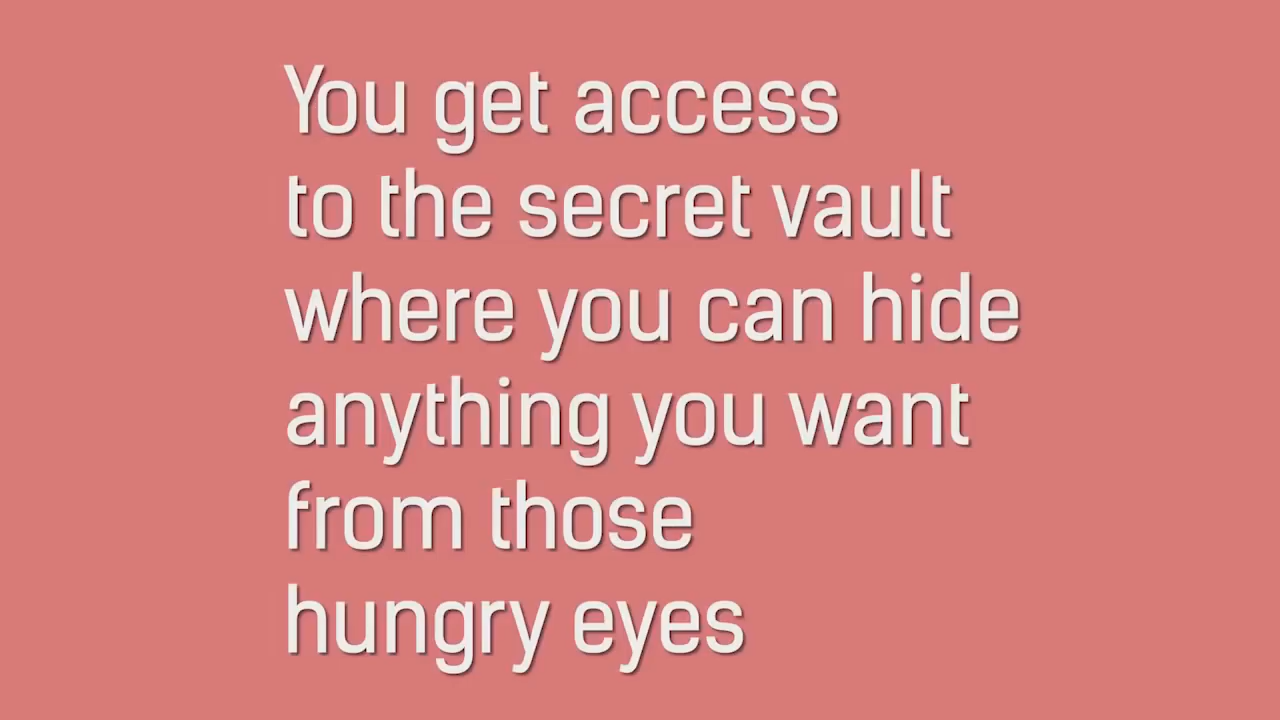 You get access
to the secret vault
where you can hide
anything you want
from those
hungry eyes